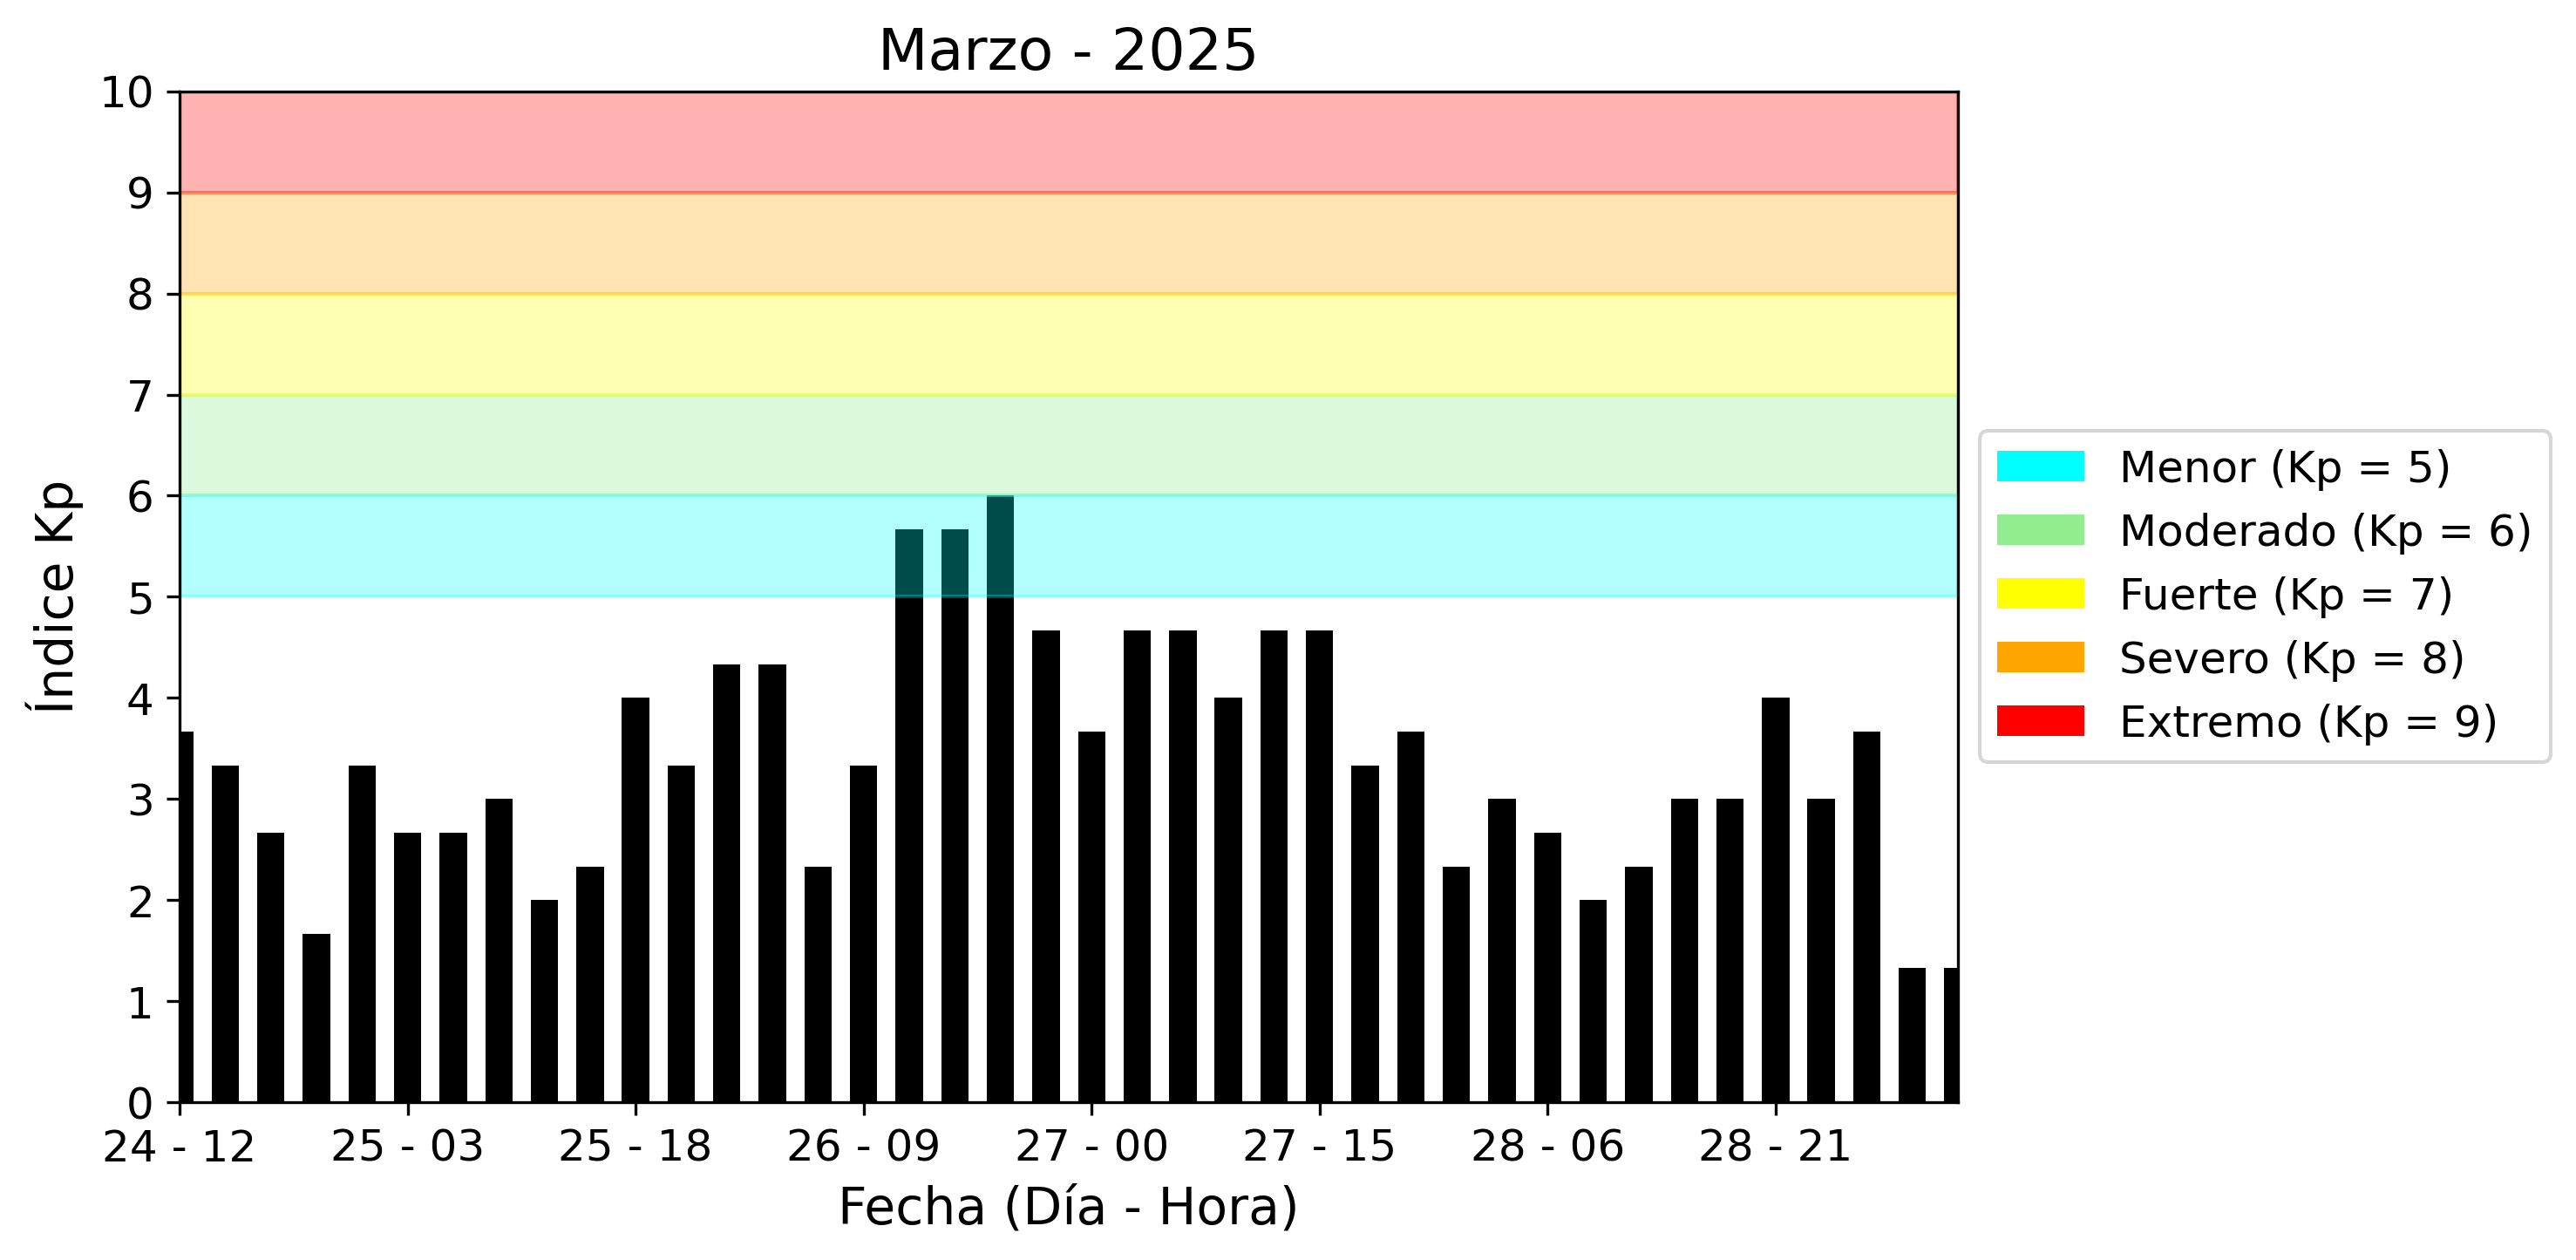 Marzo - 2025
10
9
8
7
6
5
4
3
2
1
0
Índice Kp
24 - 12
25 - 03
25 - 18
26 - 09
27 - 00
27 - 15
28 - 06
28 - 21
Fecha (Día - Hora)
Menor (Kp = 5)
Moderado (Kp = 6)
Fuerte (Kp = 7)
Severo (Kp = 8)
Extremo (Kp = 9)